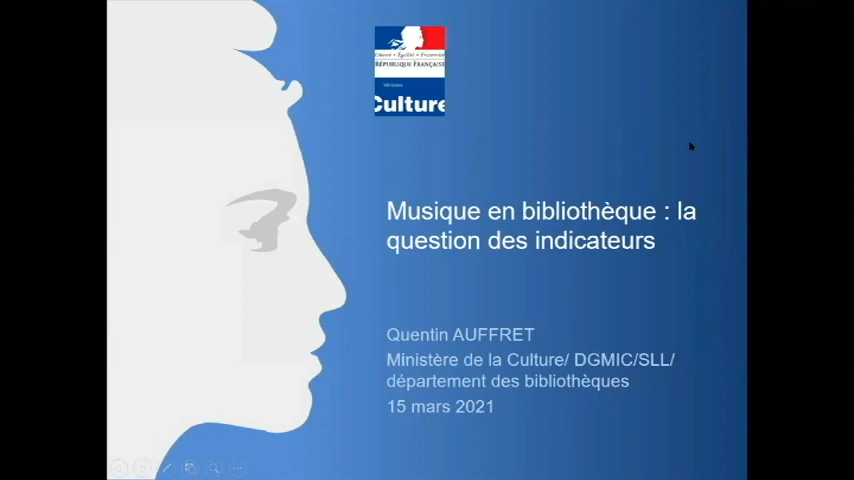 Liberté • Égalité • Fraternité
RÉPUBLIQUE FRANÇAISE
Ministère
Culture
Musique en bibliothèque : la
question des indicateurs
Quentin AUFFRET
Ministère de la Culture/ DGMIC/SLL/
département des bibliothèques
15 mars 2021